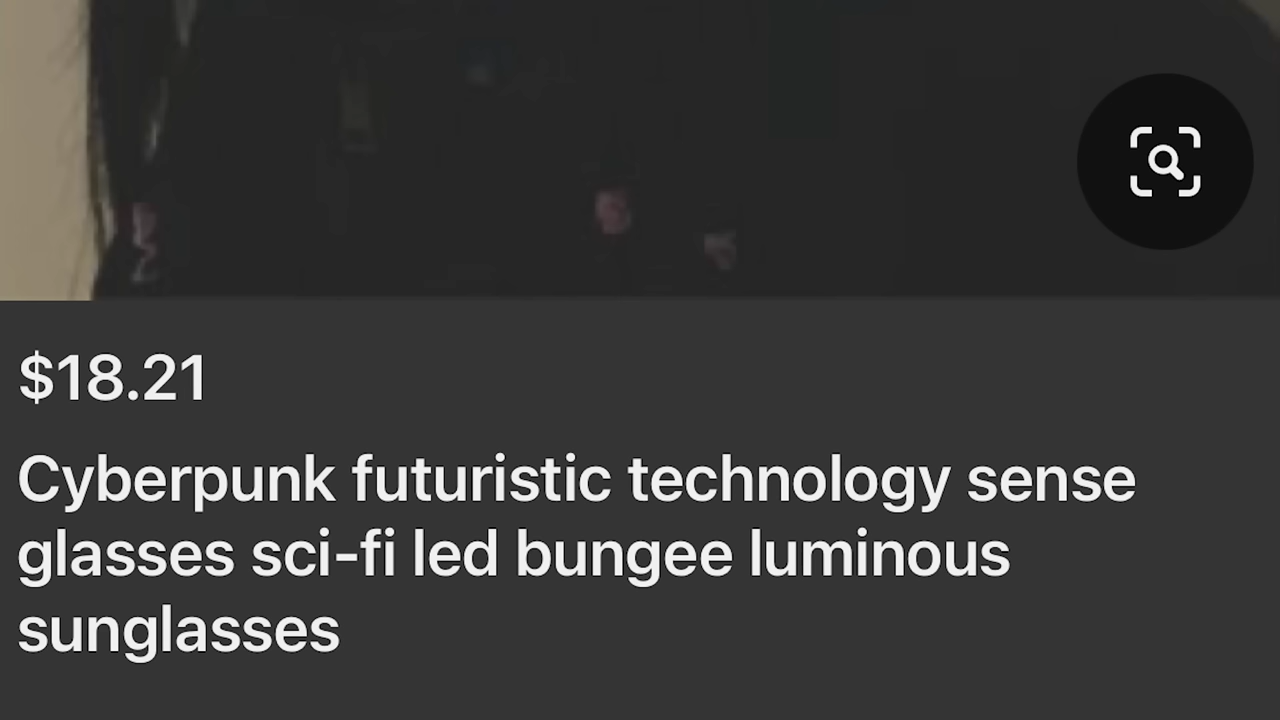 $18.21
Cyberpunk futuristic technology sense
glasses sci-fi led bungee luminous
sunglasses